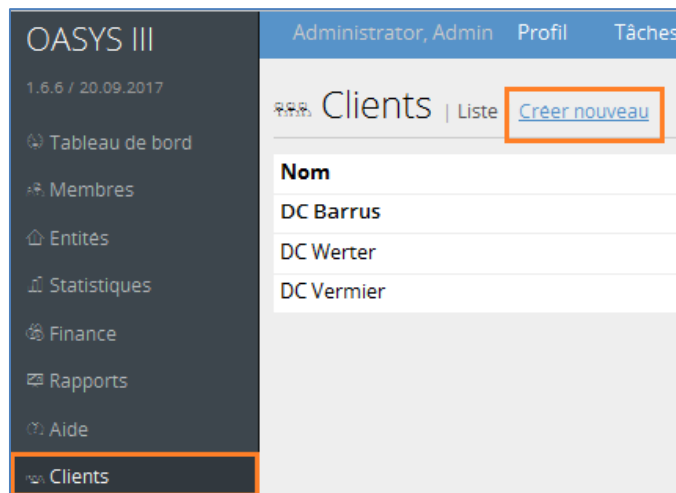 OASYS III
1.6.6 / 20.09.2017
Tableau de bord
Membres
Entités
Statistiques
Finance
Rapports
Aide
Clients
Administrator, Admin Profil Tâches
Clients | Liste Créer nouveau
Nom
DC Barrus
DC Werter
DC Vermier